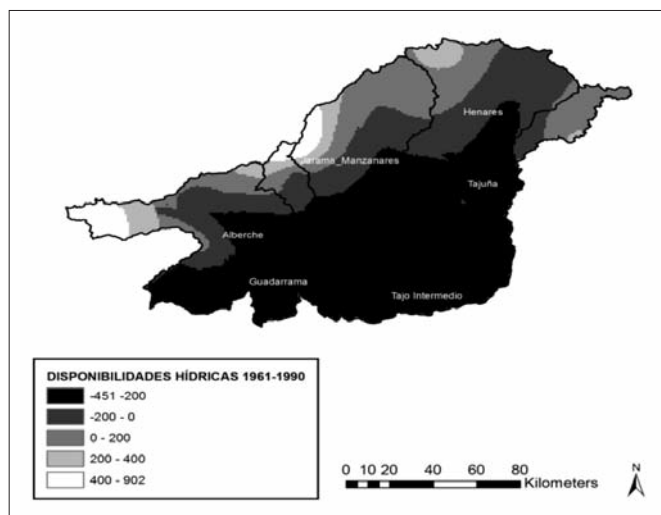 Henares
Jarama_Manzanares
Tajuña
Alberche
Guadarrama
Tajo Intermedio
DISPONIBILIDADES HÍDRICAS 1961-1990
-451 -200
-200 - 0
0 - 200
200 - 400
400 - 902
N
0 10 20 40 60 80
Kilometers